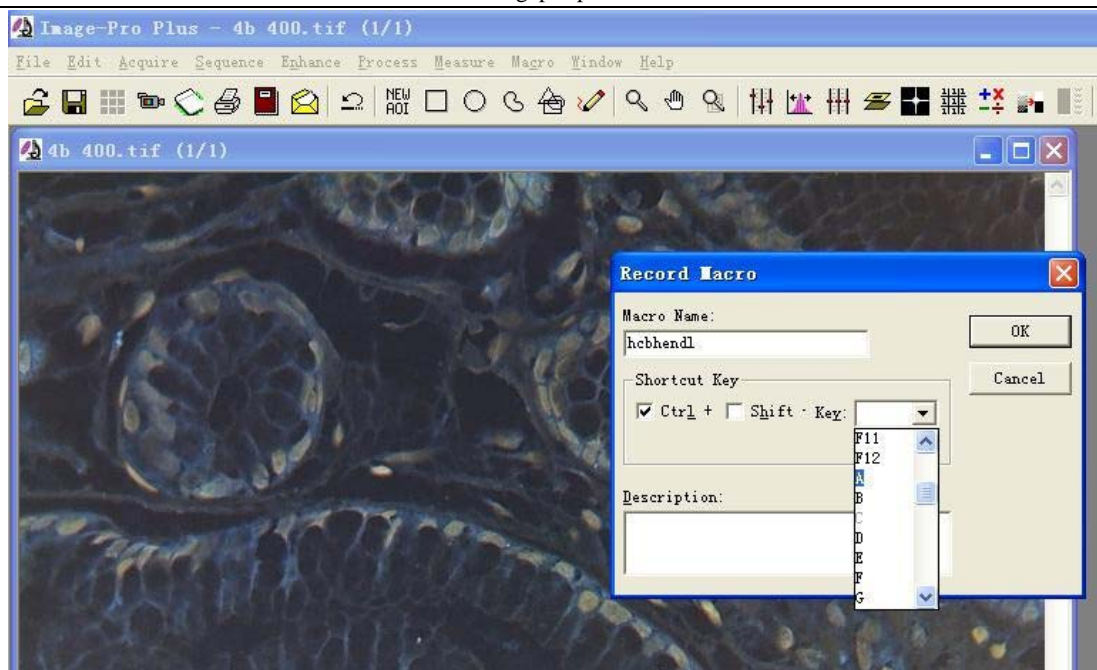 Image-Pro Plus - 4b 400.tif (1/1)
File Edit Acquire Sequence Enhance Process Measure Macro Window Help
NEW
AOI
4b 400.tif (1/1)
Record Macro
Macro Name:
hcbhendl
OK
Shortcut Key
Cancel
Ctrl + Shift - Key:
F11
F12
A
B
C
D
E
F
G
Description: